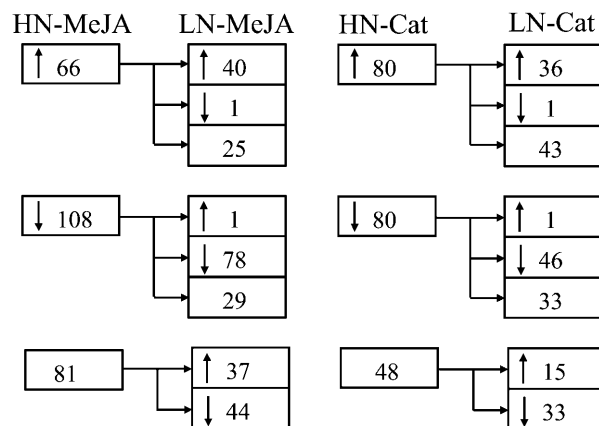 HN-MeJA LN-MeJA HN-Cat LN-Cat
↑ 66 ↑ 40 ↑ 80 ↑ 36
↓ 1 ↓ 1
25 43
↓ 108 ↑ 1 ↓ 80 ↑ 1
↓ 78 ↓ 46
29 33
81 ↑ 37 48 ↑ 15
↓ 44 ↓ 33